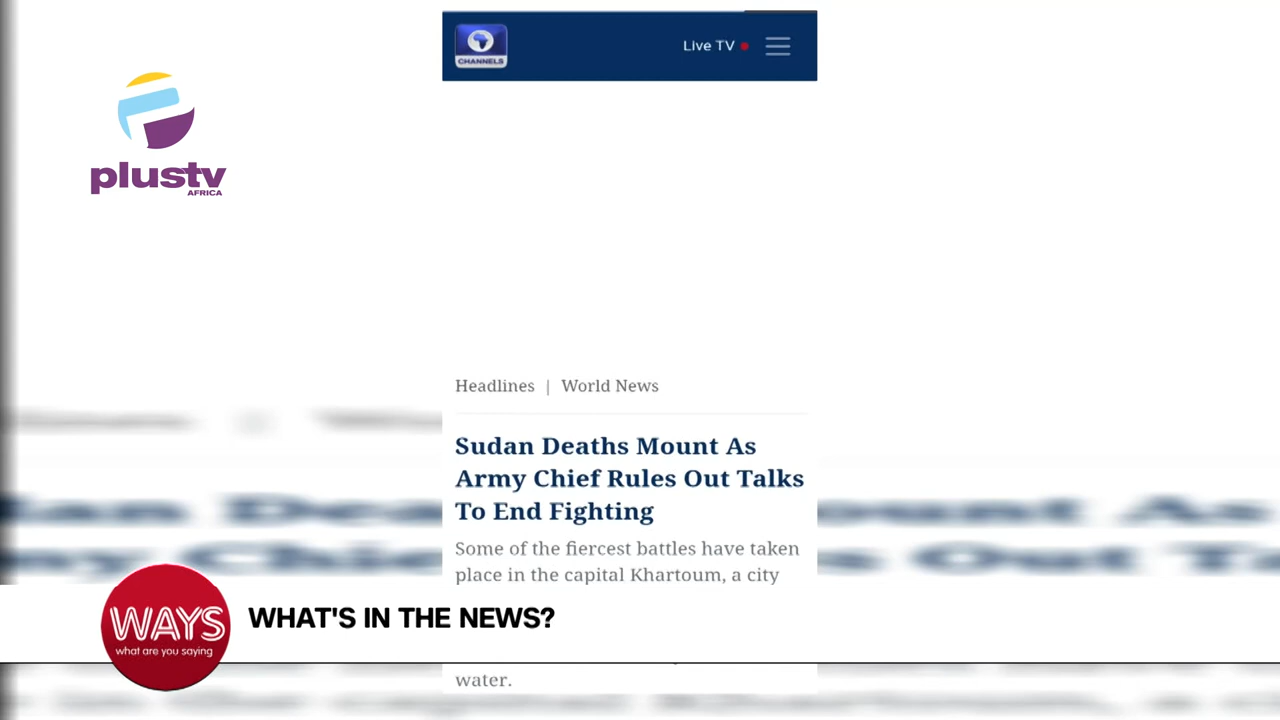 CHANNELS
Live TV
plustv
AFRICA
Headlines | World News
Sudan Deaths Mount As
Army Chief Rules Out Talks
To End Fighting
Some of the fiercest battles have taken
place in the capital Khartoum, a city
WAYS
what are you saying
WHAT'S IN THE NEWS?
water.